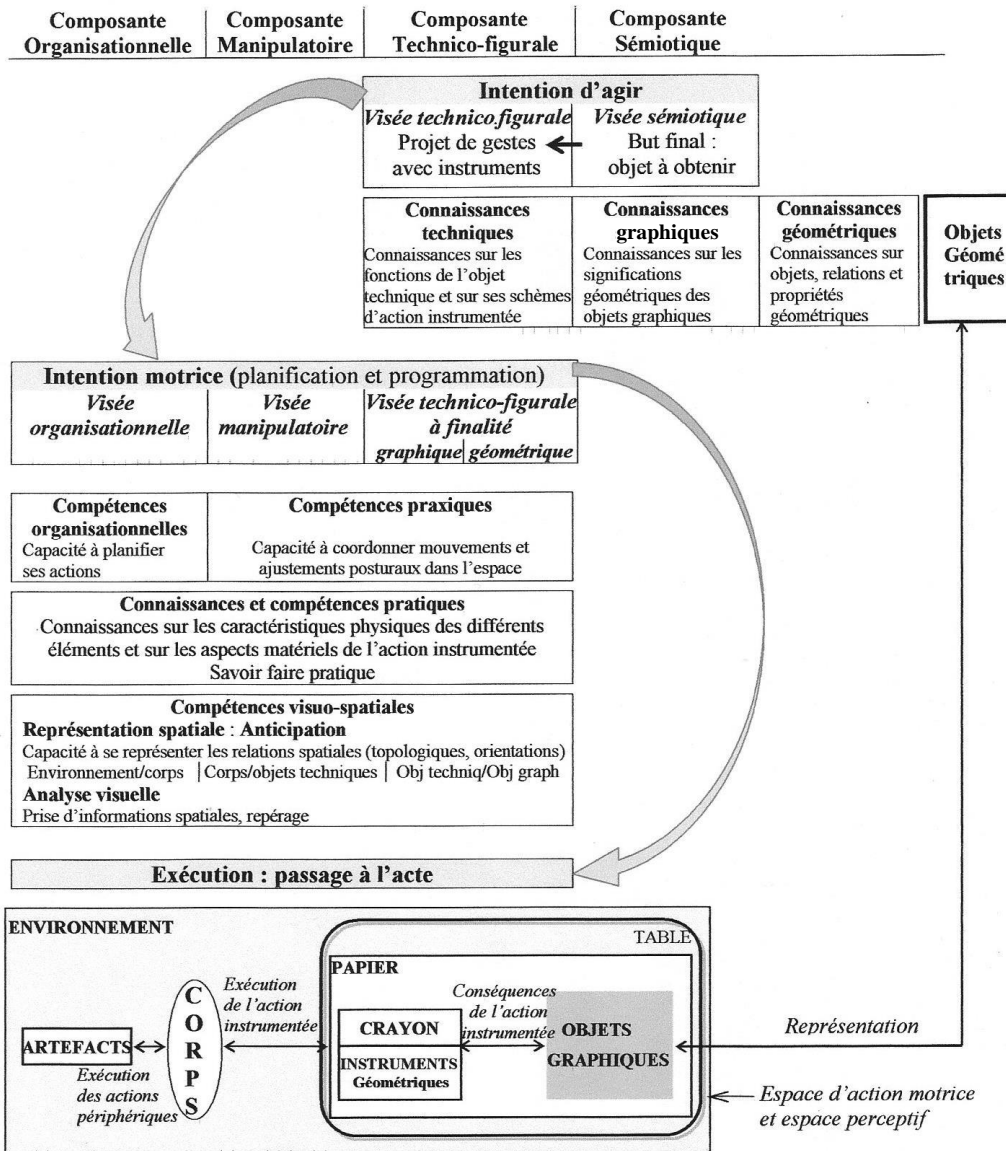 Composante Organisationnelle
Composante Manipulatoire
Composante Technico-figurale
Composante Sémiotique
Intention d'agir
Visée technico.figurale
Projet de gestes
avec instruments
Visée sémiotique
But final :
objet à obtenir
Connaissances
techniques
Connaissances sur les
fonctions de l'objet
technique et sur ses schèmes
d'action instrumentée
Connaissances
graphiques
Connaissances sur les
significations
géométriques des
objets graphiques
Connaissances
géométriques
Connaissances sur
objets, relations et
propriétés
géométriques
Objets
Géomé
triques
Intention motrice (planification et programmation)
Visée
organisationnelle
Visée
manipulatoire
Visée technico-figurale
à finalité
graphique géométrique
Compétences
organisationnelles
Capacité à planifier
ses actions
Compétences praxiques
Capacité à coordonner mouvements et
ajustements posturaux dans l'espace
Connaissances et compétences pratiques
Connaissances sur les caractéristiques physiques des différents
éléments et sur les aspects matériels de l'action instrumentée
Savoir faire pratique
Compétences visuo-spatiales
Représentation spatiale : Anticipation
Capacité à se représenter les relations spatiales (topologiques, orientations)
Environnement/corps | Corps/objets techniques | Obj techniq/Obj graph
Analyse visuelle
Prise d'informations spatiales, repérage
Exécution : passage à l'acte
ENVIRONNEMENT
TABLE
PAPIER
ARTEFACTS
Exécution
des actions
périphériques
CORPS
Exécution
de l'action
instrumentée
CRAYON
INSTRUMENTS
Géométriques
Conséquences
de l'action
instrumentée
OBJETS
GRAPHIQUES
Représentation
Espace d'action motrice
et espace perceptif